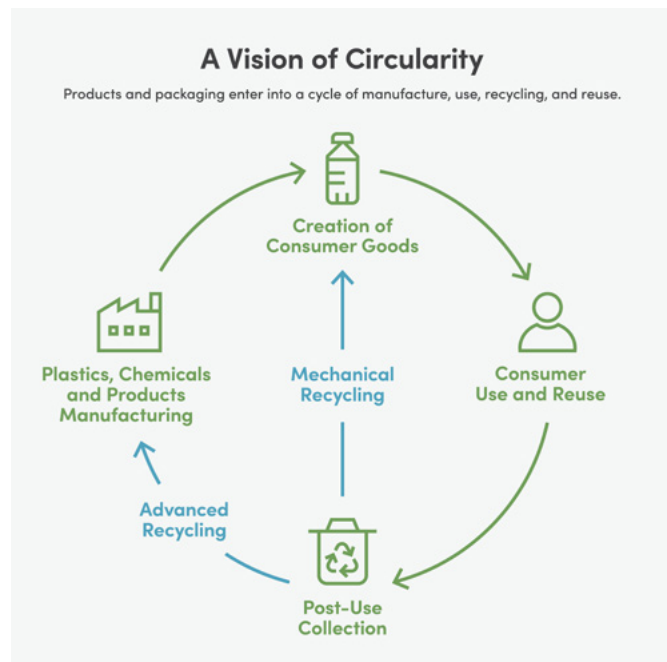 A Vision of Circularity
Products and packaging enter into a cycle of manufacture, use, recycling, and reuse.
Creation of
Consumer Goods
Plastics, Chemicals
and Products
Manufacturing
Mechanical
Recycling
Consumer
Use and Reuse
Advanced
Recycling
Post-Use
Collection